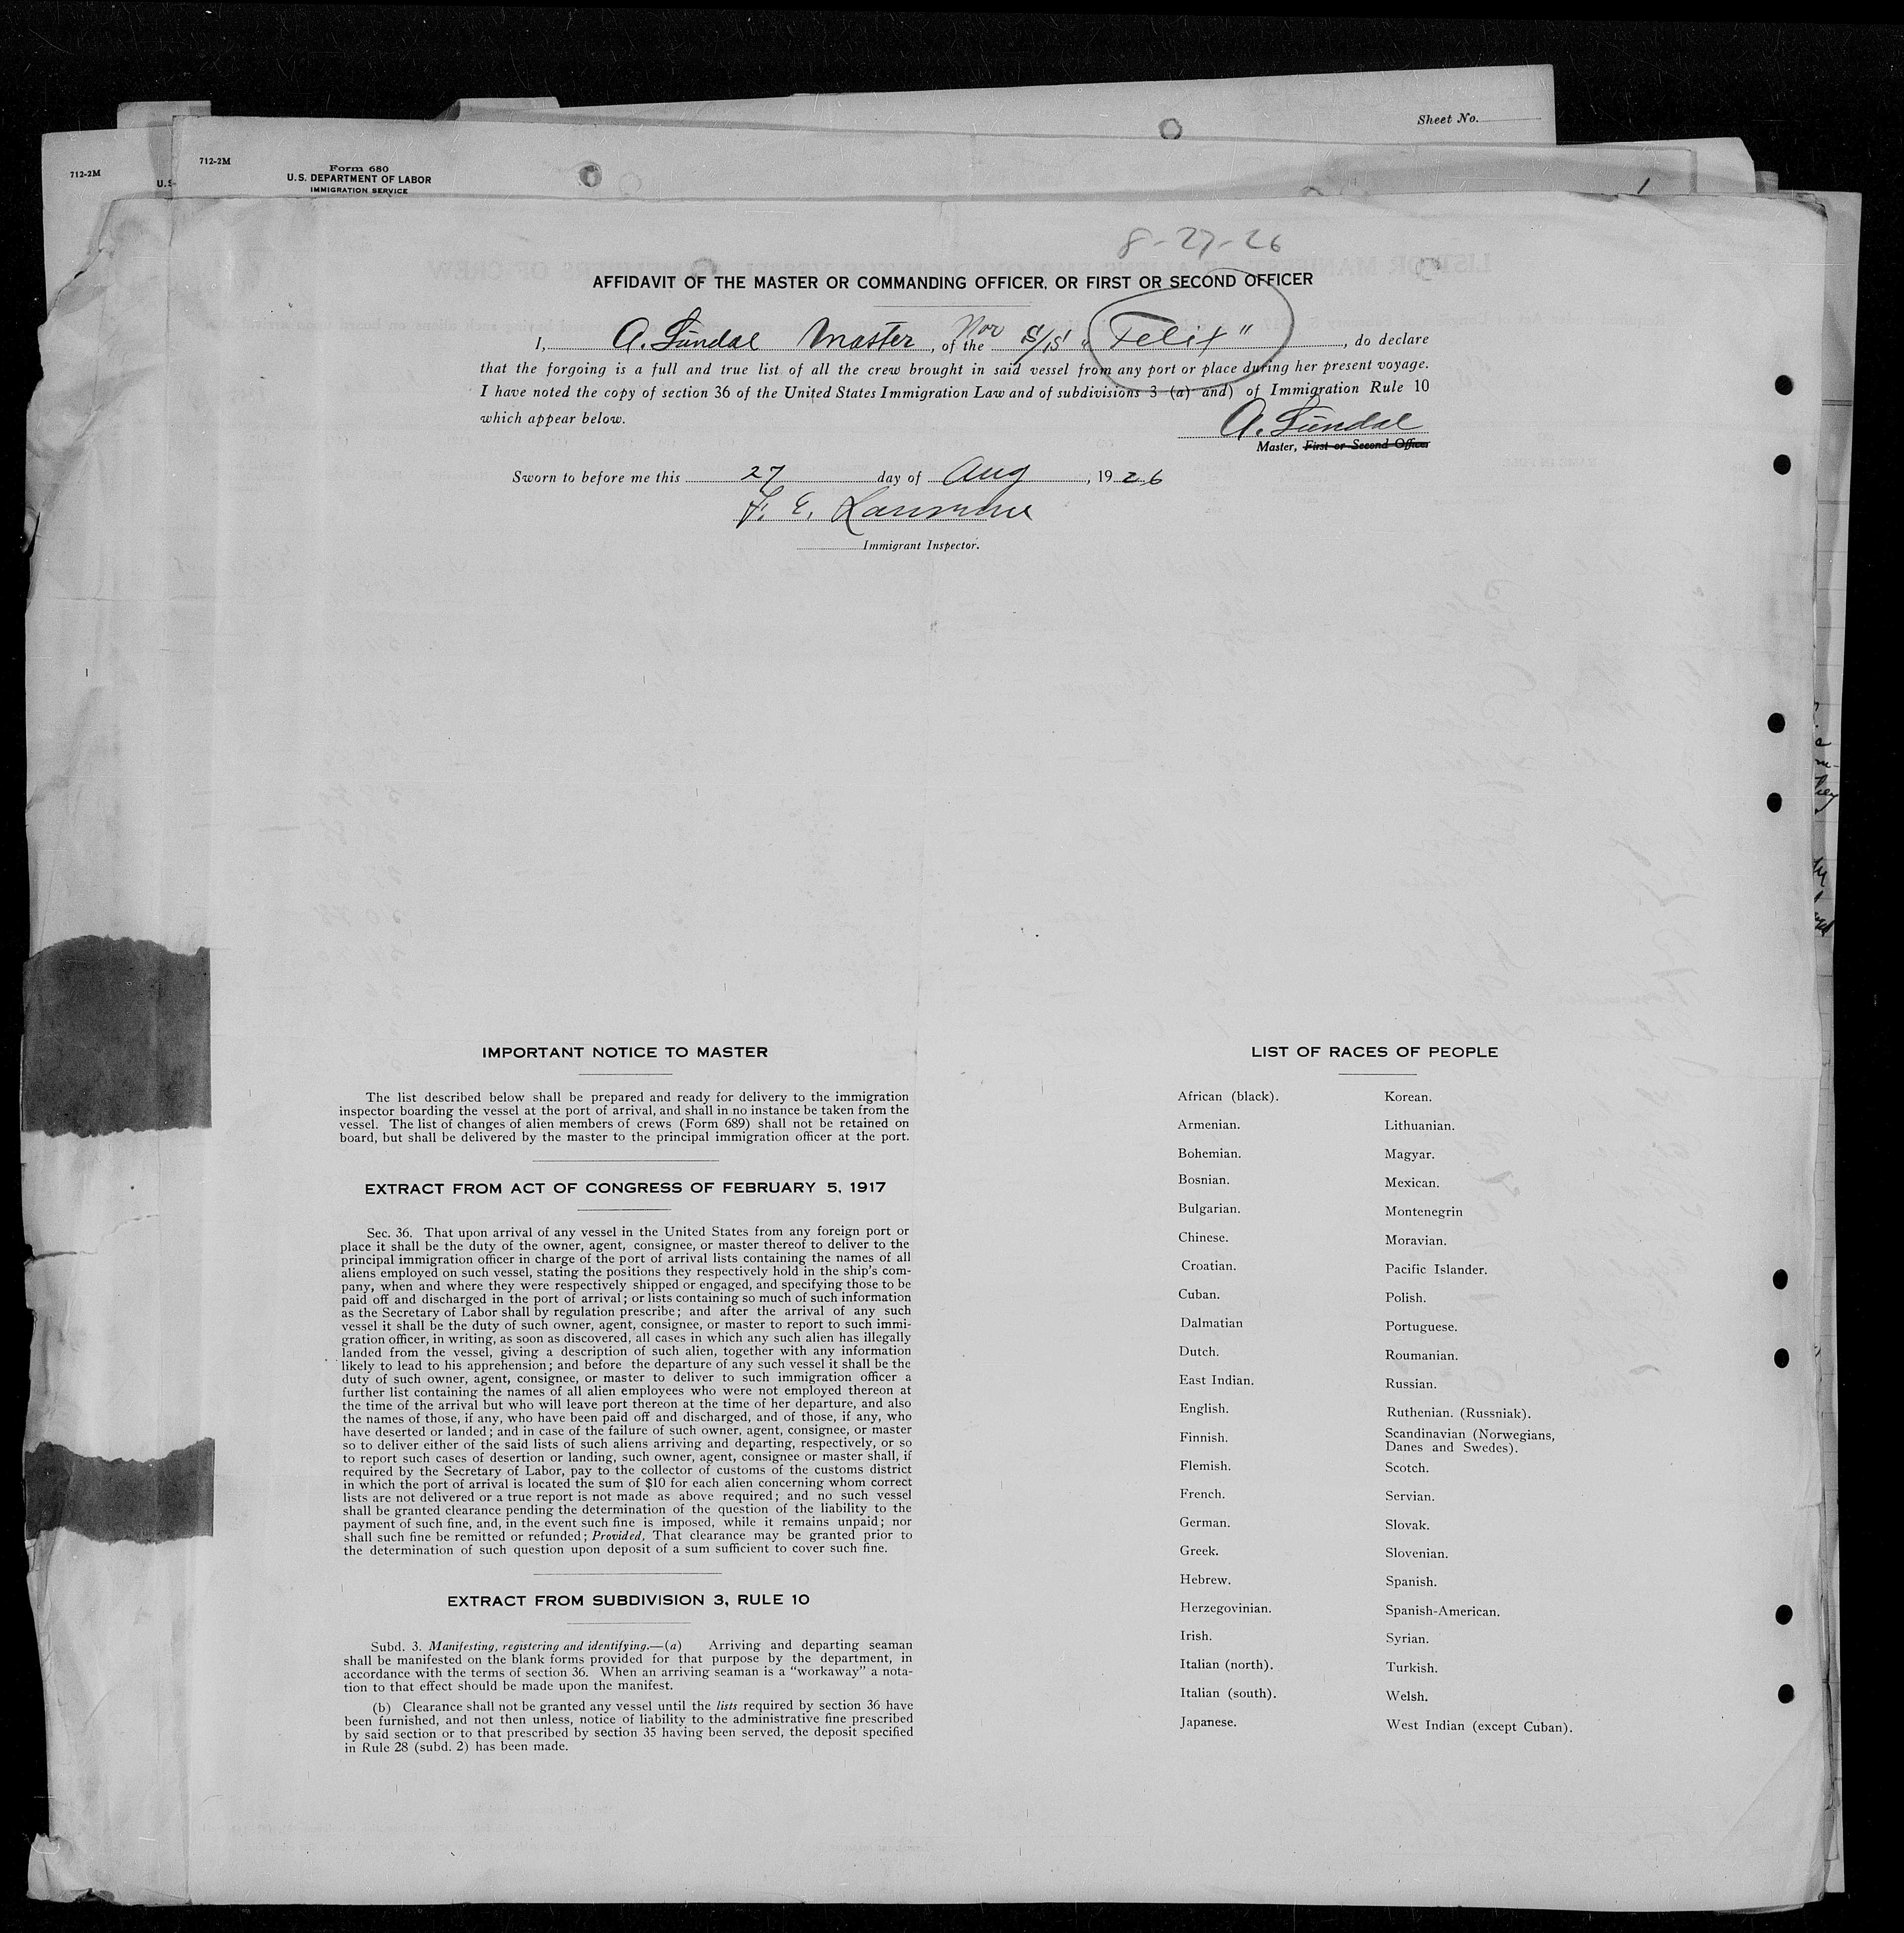 Sheet No.
712-2M
712-2M
Form 680
U.S. DEPARTMENT OF LABOR
IMMIGRATION SERVICE
U.S.
8-27-26
AFFIDAVIT OF THE MASTER OR COMMANDING OFFICER, OR FIRST OR SECOND OFFICER
I, A. Lündal Master, of the Nor S/S "Felix", do declare
that the forgoing is a full and true list of all the crew brought in said vessel from any port or place during her present voyage.
I have noted the copy of section 36 of the United States Immigration Law and of subdivisions 3 (a) and) of Immigration Rule 10
which appear below.
A. Lündal
Master, First or Second Officer
Sworn to before me this 27 day of Aug, 1926
F. E.
Immigrant Inspector.
IMPORTANT NOTICE TO MASTER
The list described below shall be prepared and ready for delivery to the immigration
inspector boarding the vessel at the port of arrival, and shall in no instance be taken from the
vessel. The list of changes of alien members of crews (Form 689) shall not be retained on
board, but shall be delivered by the master to the principal immigration officer at the port.
EXTRACT FROM ACT OF CONGRESS OF FEBRUARY 5, 1917
Sec. 36. That upon arrival of any vessel in the United States from any foreign port or
place it shall be the duty of the owner, agent, consignee, or master thereof to deliver to the
principal immigration officer in charge of the port of arrival lists containing the names of all
aliens employed on such vessel, stating the positions they respectively hold in the ship's com-
pany, when and where they were respectively shipped or engaged, and specifying those to be
paid off and discharged in the port of arrival; or lists containing so much of such information
as the Secretary of Labor shall by regulation prescribe; and after the arrival of any such
vessel it shall be the duty of such owner, agent, consignee, or master to report to such immi-
gration officer, in writing, as soon as discovered, all cases in which any such alien has illegally
landed from the vessel, giving a description of such alien, together with any information
likely to lead to his apprehension; and before the departure of any such vessel it shall be the
duty of such owner, agent, consignee, or master to deliver to such immigration officer a
further list containing the names of all alien employees who were not employed thereon at
the time of the arrival but who will leave port thereon at the time of her departure, and also
the names of those, if any, who have been paid off and discharged, and of those, if any, who
have deserted or landed; and in case of the failure of such owner, agent, consignee, or master
so to deliver either of the said lists of such aliens arriving and departing, respectively, or so
to report such cases of desertion or landing, such owner, agent, consignee or master shall, if
required by the Secretary of Labor, pay to the collector of customs of the customs district
in which the port of arrival is located the sum of $10 for each alien concerning whom correct
lists are not delivered or a true report is not made as above required; and no such vessel
shall be granted clearance pending the determination of the question of the liability to the
payment of such fine, and, in the event such fine is imposed, while it remains unpaid; nor
shall such fine be remitted or refunded; Provided, That clearance may be granted prior to
the determination of such question upon deposit of a sum sufficient to cover such fine.
EXTRACT FROM SUBDIVISION 3, RULE 10
Subd. 3. Manifesting, registering and identifying.—(a) Arriving and departing seaman
shall be manifested on the blank forms provided for that purpose by the department, in
accordance with the terms of section 36. When an arriving seaman is a "workaway" a nota-
tion to that effect should be made upon the manifest.
(b) Clearance shall not be granted any vessel until the lists required by section 36 have
been furnished, and not then unless, notice of liability to the administrative fine prescribed
by said section or to that prescribed by section 35 having been served, the deposit specified
in Rule 28 (subd. 2) has been made.
LIST OF RACES OF PEOPLE
African (black).
Armenian.
Bohemian.
Bosnian.
Bulgarian.
Chinese.
Croatian.
Cuban.
Dalmatian
Dutch.
East Indian.
English.
Finnish.
Flemish.
French.
German.
Greek.
Hebrew.
Herzegovinian.
Irish.
Italian (north).
Italian (south).
Japanese.
Korean.
Lithuanian.
Magyar.
Mexican.
Montenegrin
Moravian.
Pacific Islander.
Polish.
Portuguese.
Roumanian.
Russian.
Ruthenian. (Russniak).
Scandinavian (Norwegians,
Danes and Swedes).
Scotch.
Servian.
Slovak.
Slovenian.
Spanish.
Spanish-American.
Syrian.
Turkish.
Welsh.
West Indian (except Cuban).